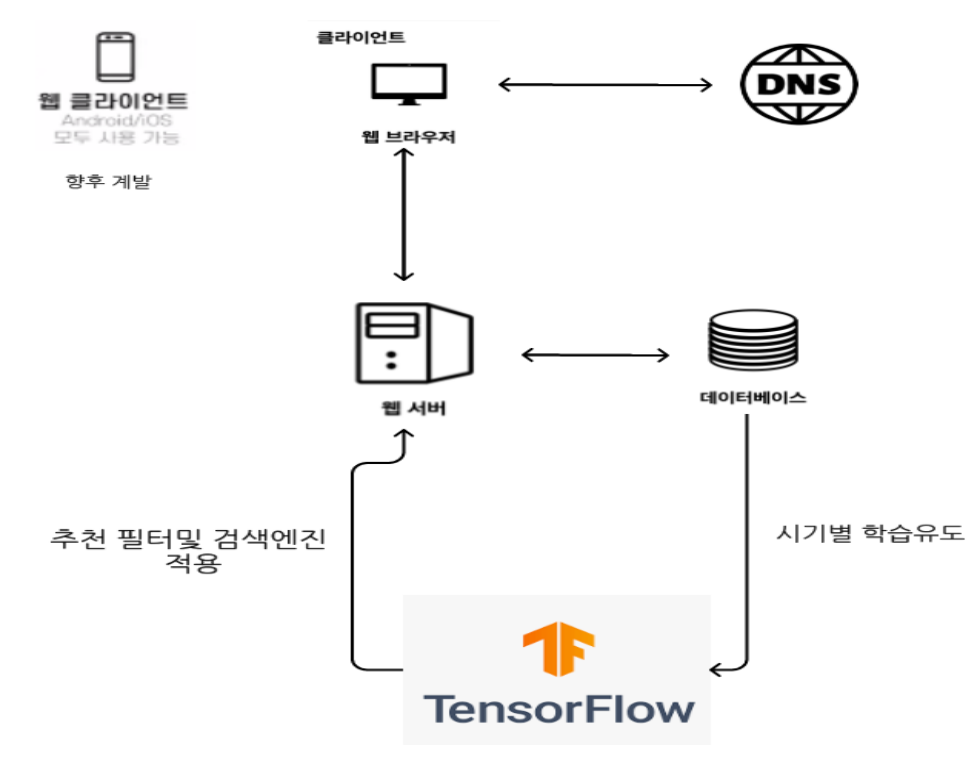 클라이언트
웹 클라이언트
Android/iOS
모두 사용 가능
향후 계발
웹 브라우저
DNS
웹 서버
데이터베이스
추천 필터및 검색엔진
적용
시기별 학습유도
TensorFlow